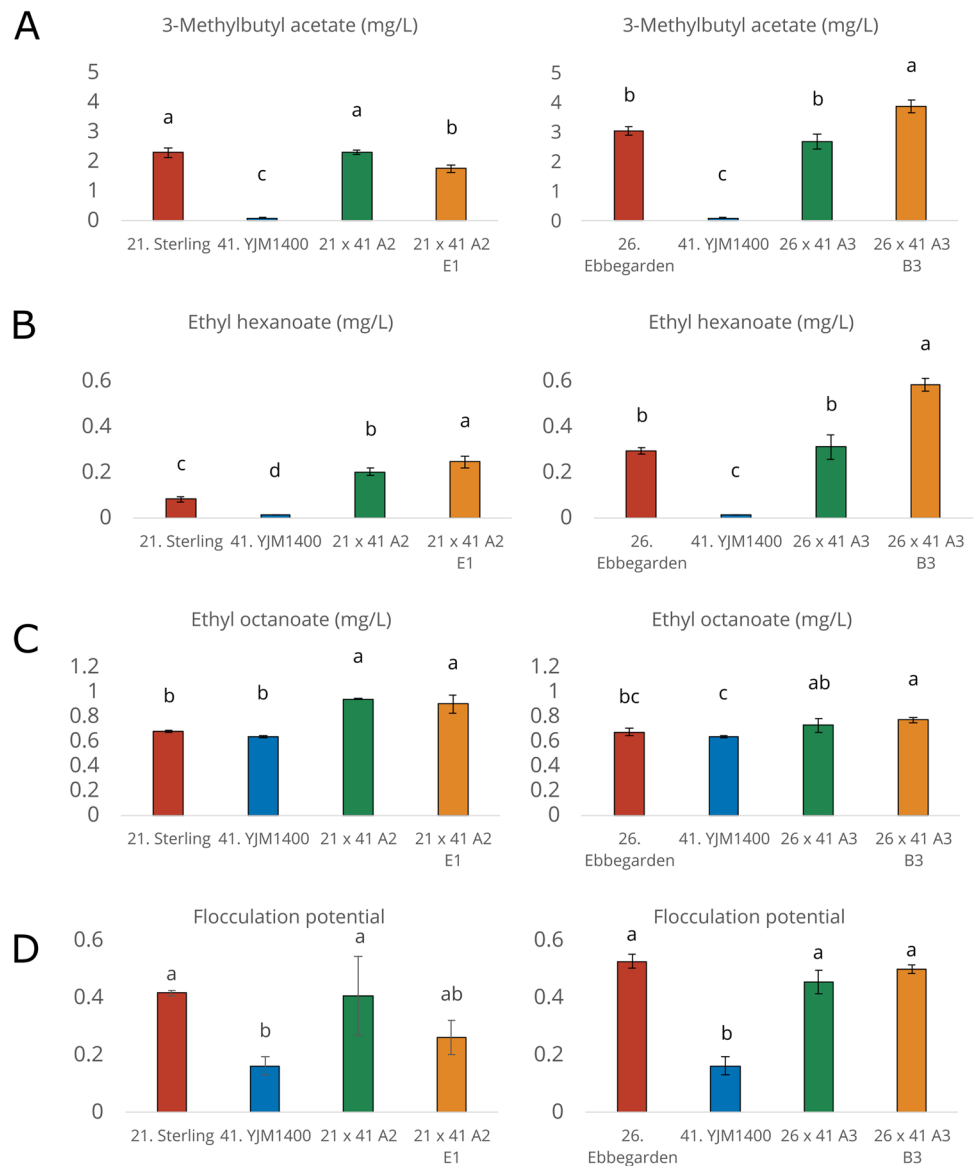 A
3-Methylbutyl acetate (mg/L)
5
4
3
2
1
0
a
c
a
b
21. Sterling
41. YJM1400
21 x 41 A2
21 x 41 A2
E1
3-Methylbutyl acetate (mg/L)
5
4
3
2
1
0
b
c
b
a
26.
Ebbegarden
41. YJM1400
26 x 41 A3
26 x 41 A3
B3
B
Ethyl hexanoate (mg/L)
0.6
0.4
0.2
0
c
d
b
a
21. Sterling
41. YJM1400
21 x 41 A2
21 x 41 A2
E1
Ethyl hexanoate (mg/L)
0.6
0.4
0.2
0
b
c
b
a
26.
Ebbegarden
41. YJM1400
26 x 41 A3
26 x 41 A3
B3
C
Ethyl octanoate (mg/L)
1.2
1
0.8
0.6
0.4
0.2
0
b
b
a
a
21. Sterling
41. YJM1400
21 x 41 A2
21 x 41 A2
E1
Ethyl octanoate (mg/L)
1.2
1
0.8
0.6
0.4
0.2
0
bc
c
ab
a
26.
Ebbegarden
41. YJM1400
26 x 41 A3
26 x 41 A3
B3
D
Flocculation potential
0.6
0.4
0.2
0
a
b
a
ab
21. Sterling
41. YJM1400
21 x 41 A2
21 x 41 A2
E1
Flocculation potential
0.6
0.4
0.2
0
a
b
a
a
26.
Ebbegarden
41. YJM1400
26 x 41 A3
26 x 41 A3
B3